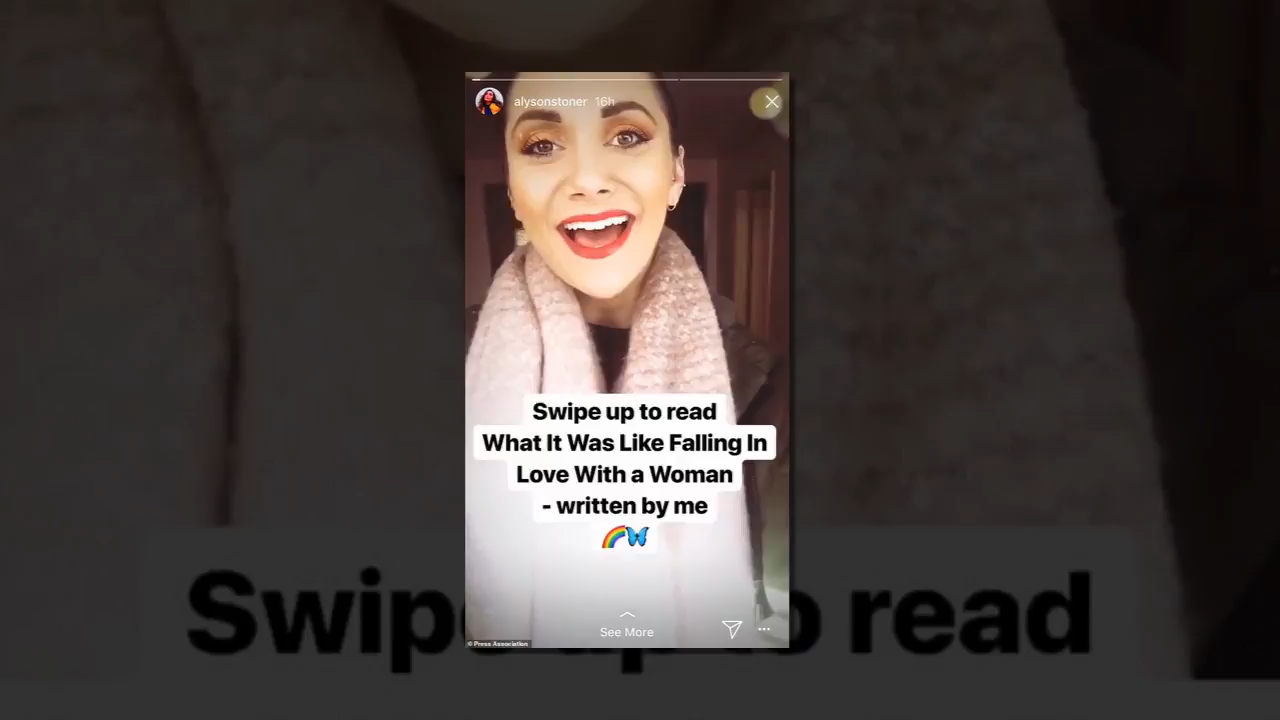 alysonstoner 16h
Swipe up to read
What It Was Like Falling In
Love With a Woman
- written by me
🌈🦋
See More
© Press Association
Swipe up to read